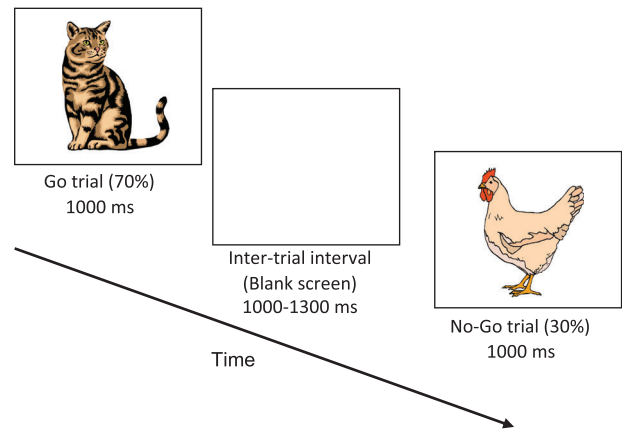 Go trial (70%)
1000 ms
Inter-trial interval
(Blank screen)
1000-1300 ms
No-Go trial (30%)
1000 ms
Time